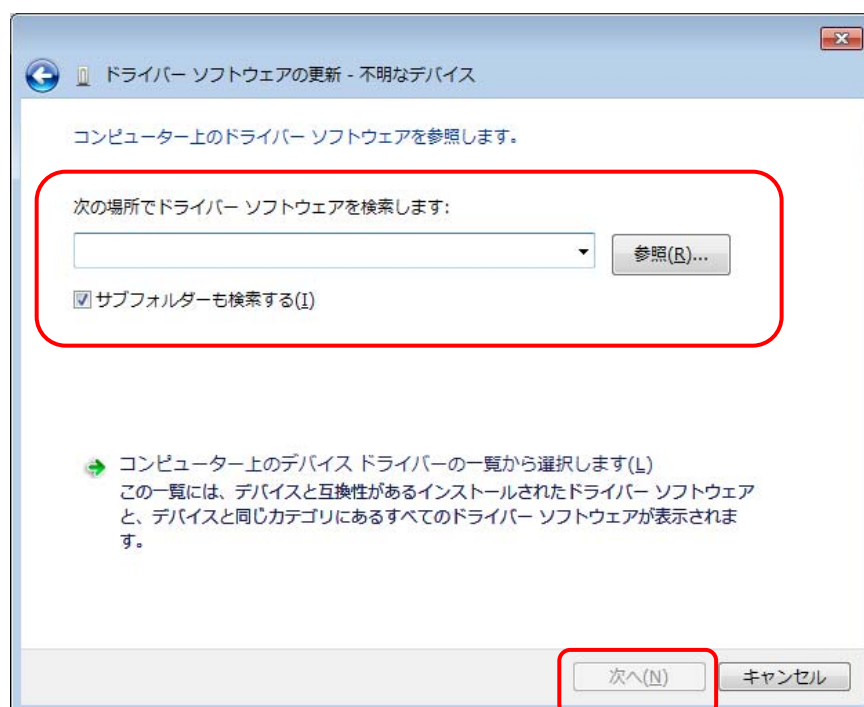 ドライバー ソフトウェアの更新 - 不明なデバイス
コンピューター上のドライバー ソフトウェアを参照します。
次の場所でドライバー ソフトウェアを検索します:
参照(R)...
サブフォルダーも検索する(I)
コンピューター上のデバイス ドライバーの一覧から選択します(L)
この一覧には、デバイスと互換性があるインストールされたドライバー ソフトウェア
と、デバイスと同じカテゴリにあるすべてのドライバー ソフトウェアが表示されま
す。
次へ(N) キャンセル